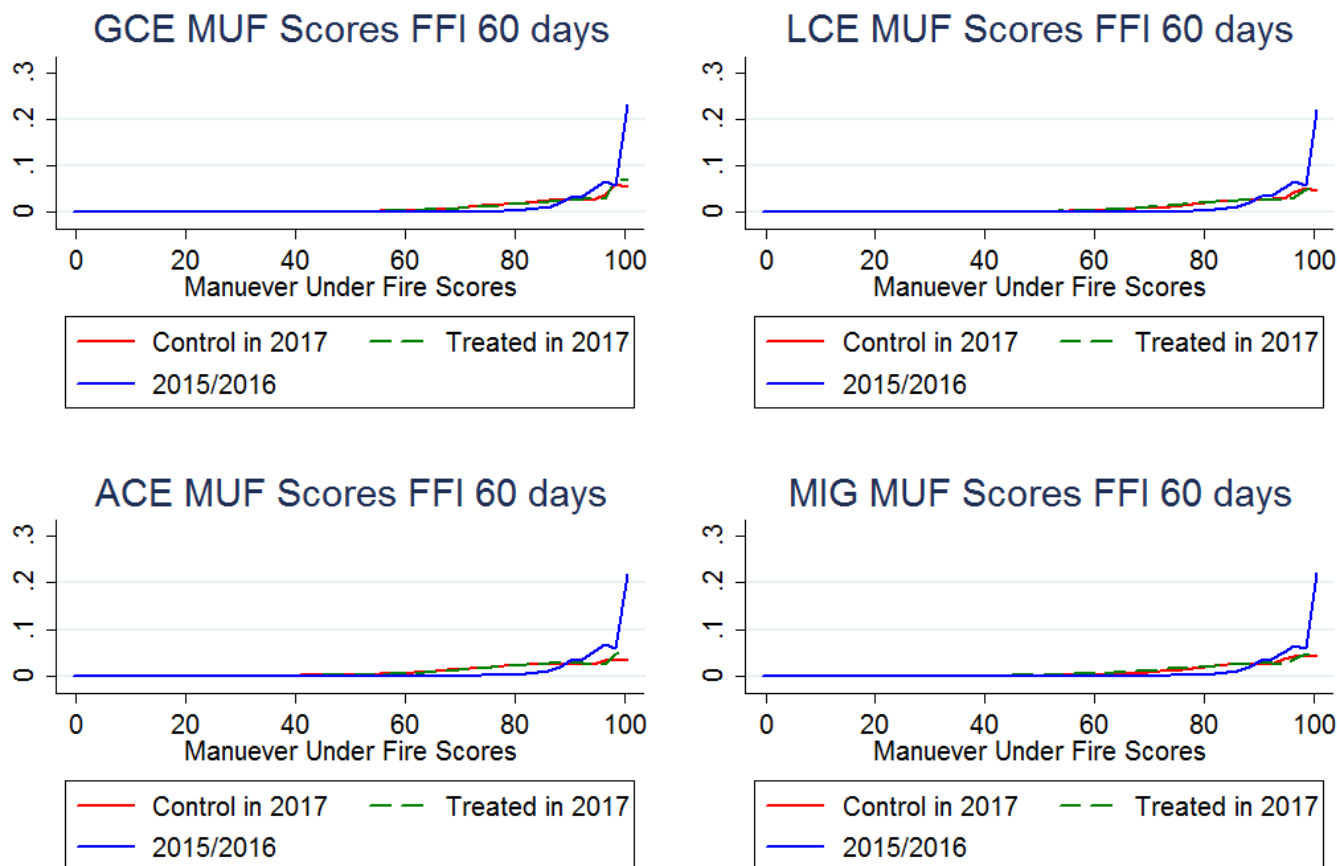 GCE MUF Scores FFI 60 days
.3
.2
.1
0
0 20 40 60 80 100
Manuever Under Fire Scores
Control in 2017 Treated in 2017
2015/2016
LCE MUF Scores FFI 60 days
.3
.2
.1
0
0 20 40 60 80 100
Manuever Under Fire Scores
Control in 2017 Treated in 2017
2015/2016
ACE MUF Scores FFI 60 days
.3
.2
.1
0
0 20 40 60 80 100
Manuever Under Fire Scores
Control in 2017 Treated in 2017
2015/2016
MIG MUF Scores FFI 60 days
.3
.2
.1
0
0 20 40 60 80 100
Manuever Under Fire Scores
Control in 2017 Treated in 2017
2015/2016